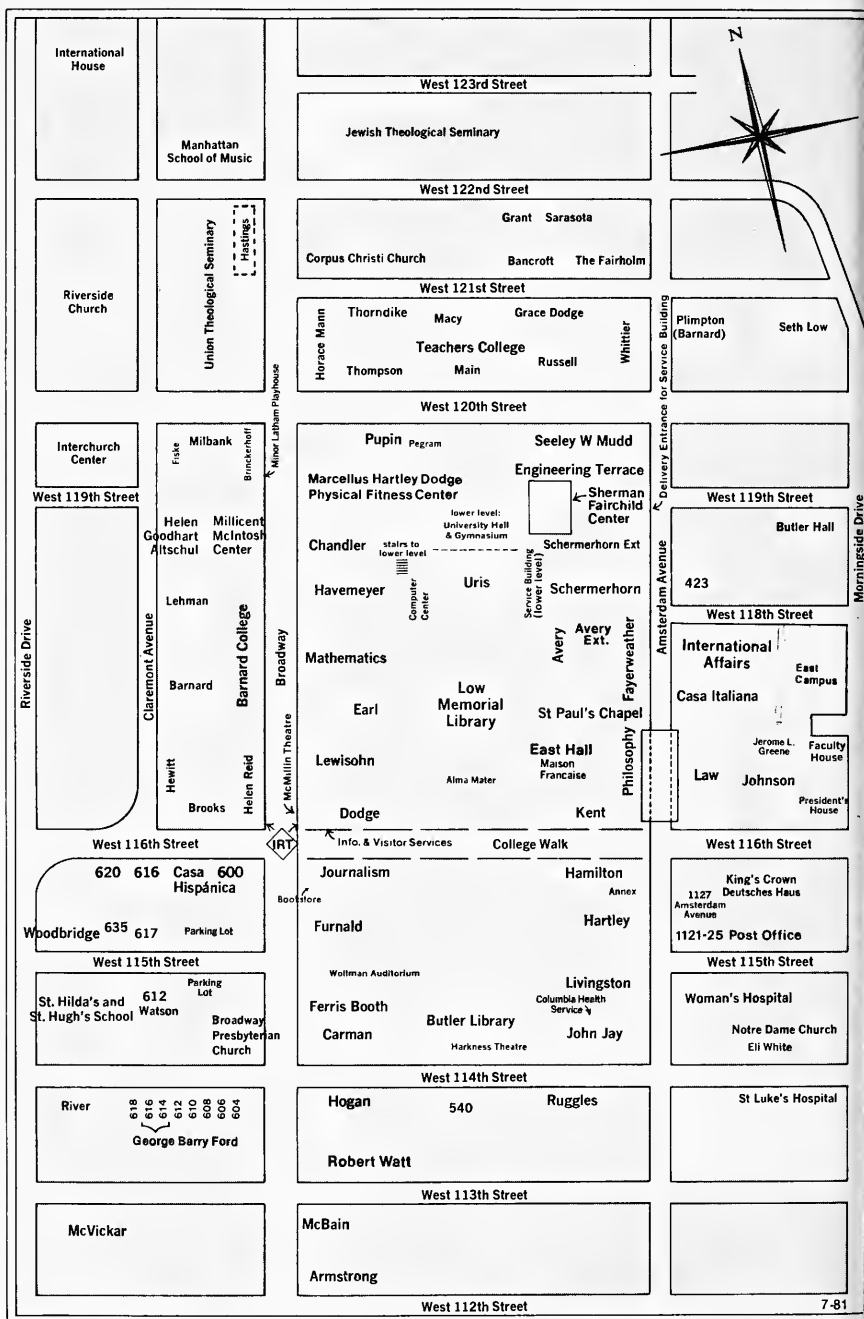 International
House
N
West 123rd Street
Manhattan
School of Music
Jewish Theological Seminary
West 122nd Street
Riverside
Church
Union Theological Seminary
Hastings
Grant Sarasota
Corpus Christi Church
Bancroft The Fairholm
West 121st Street
Horace Mann
Thorndike
Macy
Grace Dodge
Teachers College
Thompson
Main
Russell
Whittier
Plimpton
(Barnard)
Seth Low
Minor Latham Playhouse
Delivery Entrance for Service Building
West 120th Street
Interchurch
Center
Fiske
Milbank
Brinckerhoff
Pupin Pegram
Seeley W Mudd
Marcellus Hartley Dodge
Physical Fitness Center
Engineering Terrace
Sherman
Fairchild
Center
West 119th Street
West 119th Street
Helen
Goodhart
Altschul
Millicent
McIntosh
Center
lower level:
University Hall
& Gymnasium
Butler Hall
Chandler
stairs to
lower level
Schermerhorn Ext
Havemeyer
Computer
Center
Uris
Service Building
(lower level)
Schermerhorn
423
West 118th Street
Riverside Drive
Claremont Avenue
Broadway
Amsterdam Avenue
Morningside Drive
Lehman
Barnard College
Avery
Avery
Ext.
Fayerweather
International
Affairs
East
Campus
Mathematics
Barnard
Low
Memorial
Library
Casa Italiana
Earl
St Paul's Chapel
McMillin Theatre
Lewisohn
East Hall
Maison
Francaise
Philosophy
Jerome L.
Greene
Faculty
House
Hewitt
Helen Reid
Alma Mater
Law
Johnson
President's
House
Brooks
Dodge
Kent
West 116th Street
IRT
Info. & Visitor Services
College Walk
West 116th Street
620 616 Casa 600
Hispánica
Journalism
Hamilton
Annex
King's Crown
Deutsches Haus
1127
Amsterdam
Avenue
Bookstore
Woodbridge 635 617 Parking Lot
Furnald
Hartley
1121-25 Post Office
West 115th Street
West 115th Street
Wollman Auditorium
St. Hilda's and
St. Hugh's School
612
Watson
Parking
Lot
Livingston
Columbia Health
Service
Woman's Hospital
Ferris Booth
Broadway
Presbyterian
Church
Carman
Butler Library
Harkness Theatre
John Jay
Notre Dame Church
Eli White
West 114th Street
River
618
616
614
612
610
608
606
604
George Barry Ford
Hogan
540
Ruggles
St Luke's Hospital
Robert Watt
West 113th Street
McVickar
McBain
Armstrong
West 112th Street
7-81